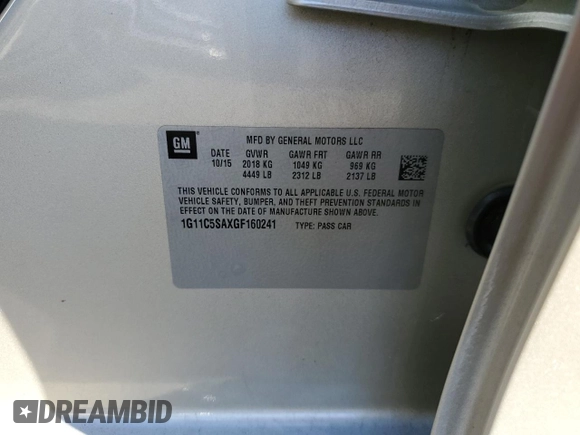 GM
MFD BY GENERAL MOTORS LLC
DATE GVWR GAWR FRT GAWR RR
10/15 2018 KG 1049 KG 969 KG
4449 LB 2312 LB 2137 LB
THIS VEHICLE CONFORMS TO ALL APPLICABLE U.S. FEDERAL MOTOR
VEHICLE SAFETY, BUMPER, AND THEFT PREVENTION STANDARDS IN
EFFECT ON THE DATE OF MANUFACTURE SHOWN ABOVE.
1G11C5SAXGF160241 TYPE: PASS CAR
DREAMBID